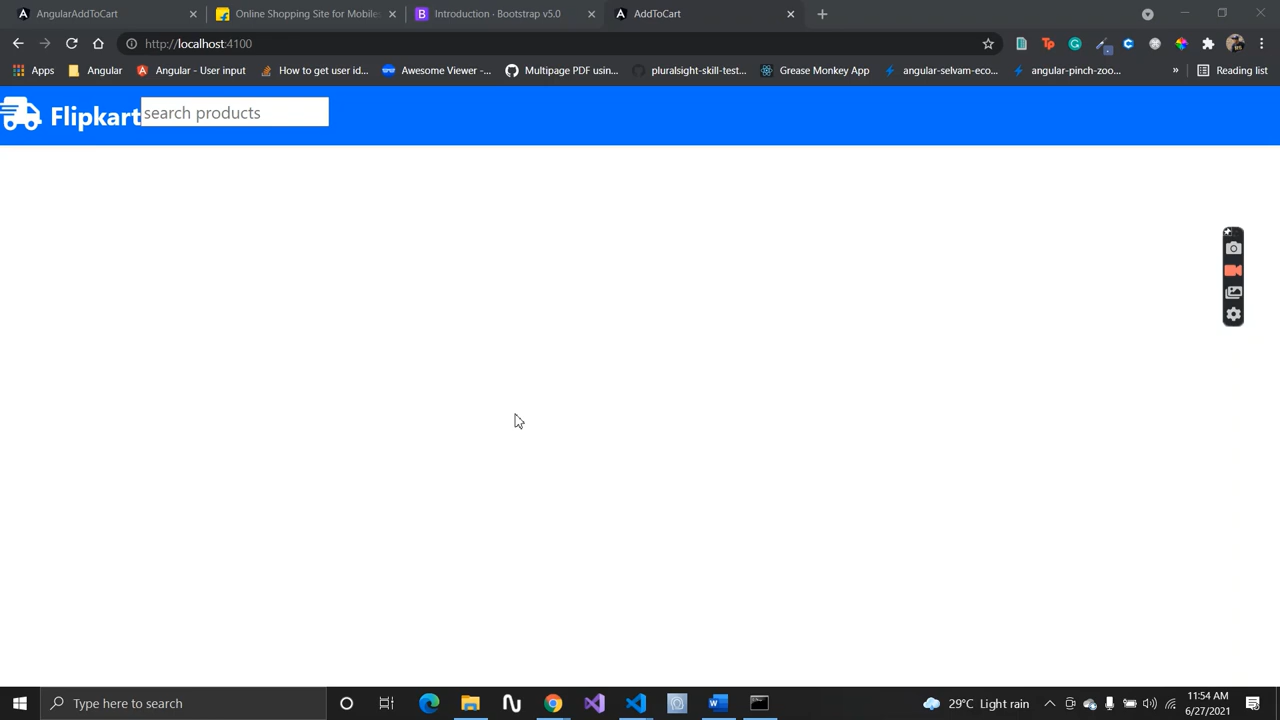 AngularAddToCart
Online Shopping Site for Mobiles
Introduction · Bootstrap v5.0
AddToCart
http://localhost:4100
Apps
Angular
Angular - User input
How to get user id...
Awesome Viewer -...
Multipage PDF usin...
pluralsight-skill-test...
Grease Monkey App
angular-selvam-eco...
angular-pinch-zoo...
»
Reading list
Flipkart
search products
Type here to search
29°C Light rain
11:54 AM
6/27/2021